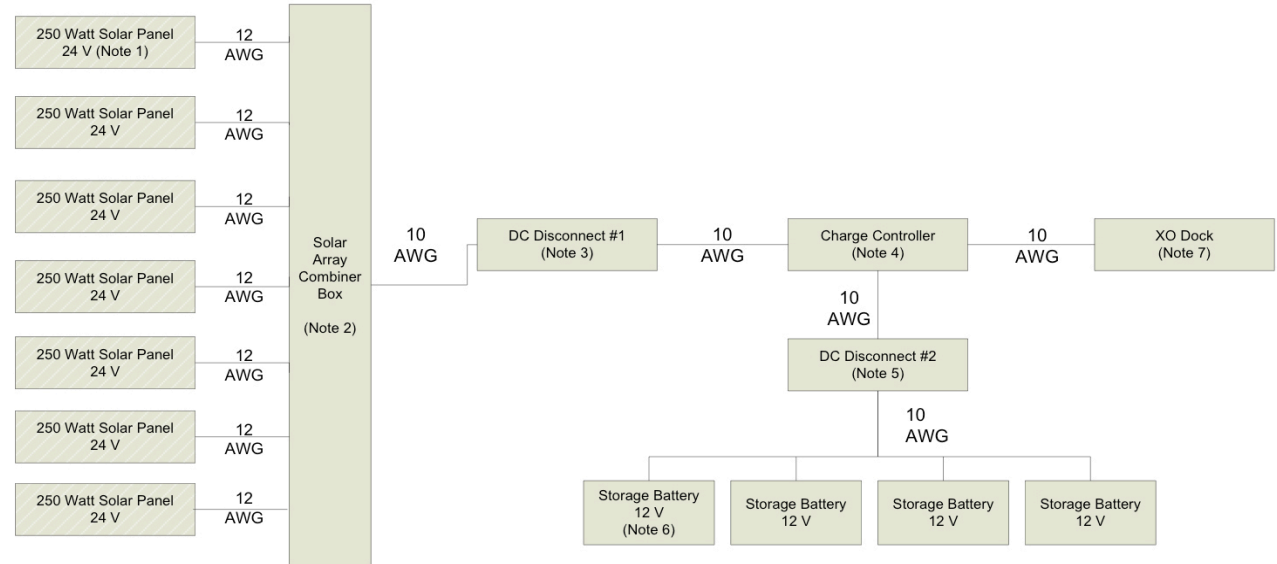 250 Watt Solar Panel
24 V (Note 1)
12
AWG
250 Watt Solar Panel
24 V
12
AWG
250 Watt Solar Panel
24 V
12
AWG
250 Watt Solar Panel
24 V
12
AWG
250 Watt Solar Panel
24 V
12
AWG
250 Watt Solar Panel
24 V
12
AWG
250 Watt Solar Panel
24 V
12
AWG
Solar
Array
Combiner
Box
(Note 2)
10
AWG
DC Disconnect #1
(Note 3)
10
AWG
Charge Controller
(Note 4)
10
AWG
XO Dock
(Note 7)
10
AWG
DC Disconnect #2
(Note 5)
10
AWG
Storage Battery
12 V
(Note 6)
Storage Battery
12 V
Storage Battery
12 V
Storage Battery
12 V